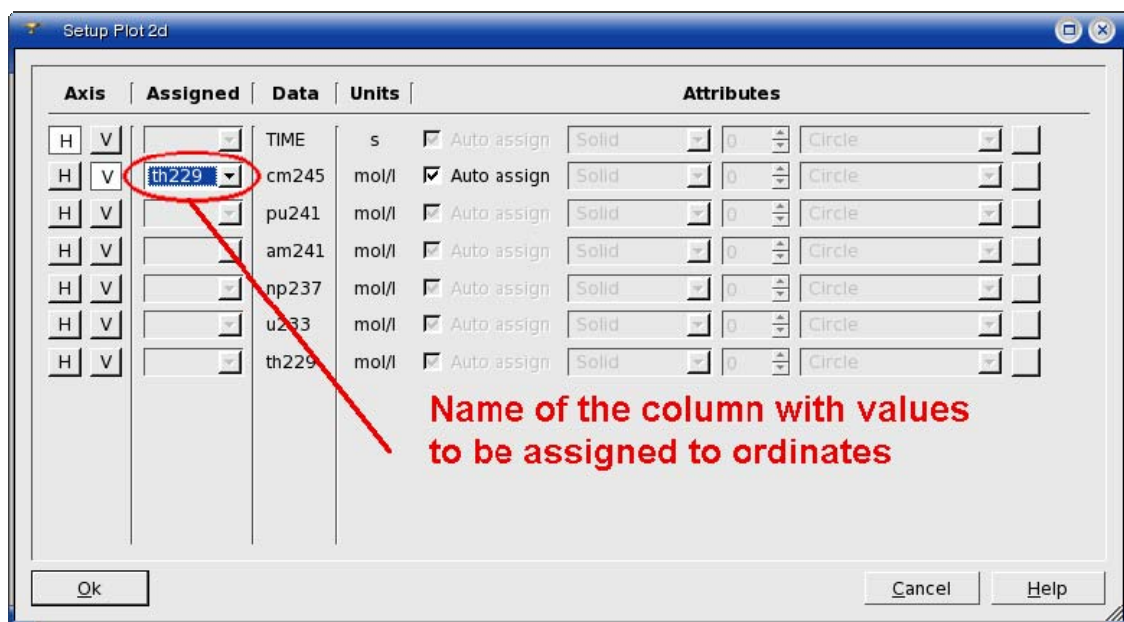 Setup Plot 2d
Axis Assigned Data Units Attributes
H V TIME s Auto assign Solid 0 Circle
H V th229 cm245 mol/l Auto assign Solid 0 Circle
H V pu241 mol/l Auto assign Solid 0 Circle
H V am241 mol/l Auto assign Solid 0 Circle
H V np237 mol/l Auto assign Solid 0 Circle
H V u233 mol/l Auto assign Solid 0 Circle
H V th229 mol/l Auto assign Solid 0 Circle
Name of the column with values
to be assigned to ordinates
Ok Cancel Help